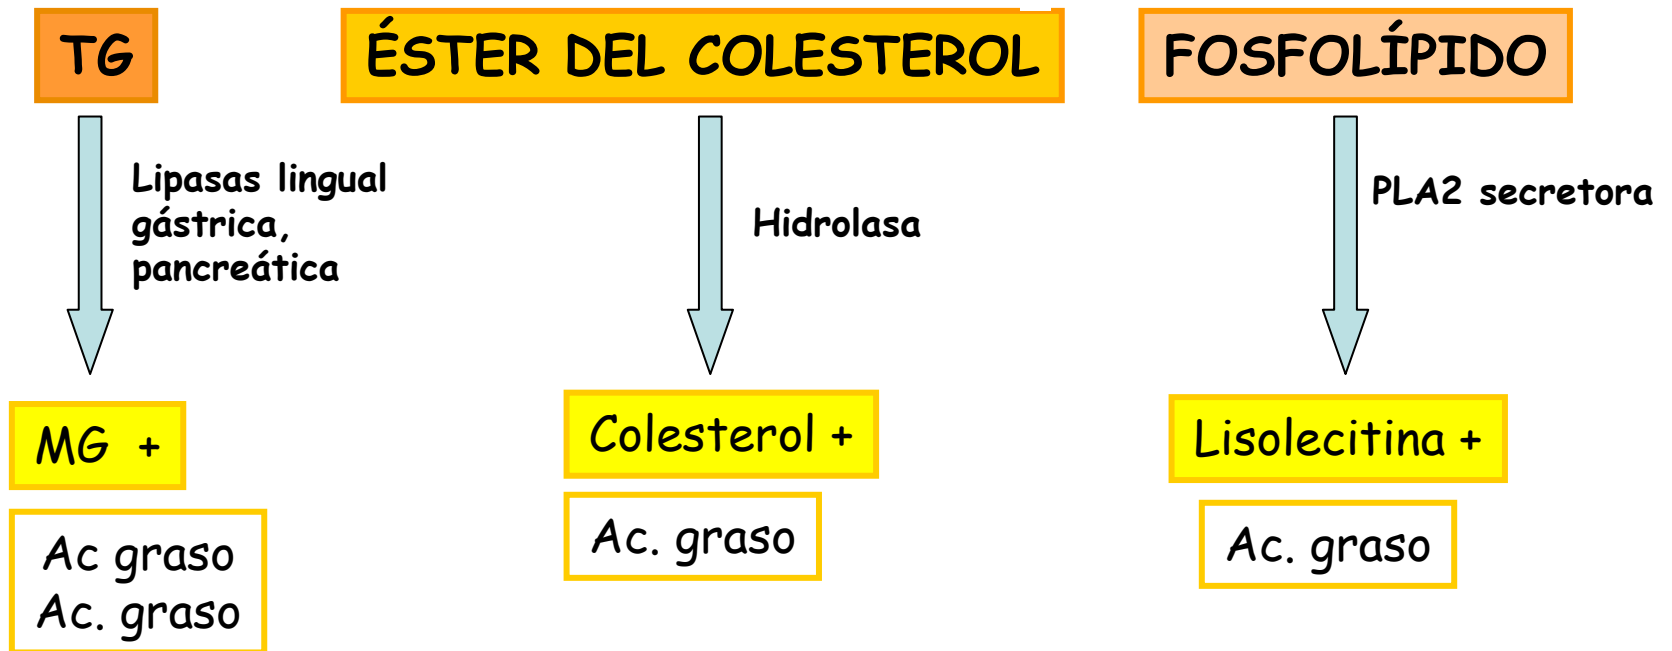 TG
ÉSTER DEL COLESTEROL
FOSFOLÍPIDO
Lipasas lingual
gástrica,
pancreática
Hidrolasa
PLA2 secretora
MG +
Ac graso
Ac. graso
Colesterol +
Ac. graso
Lisolecitina +
Ac. graso